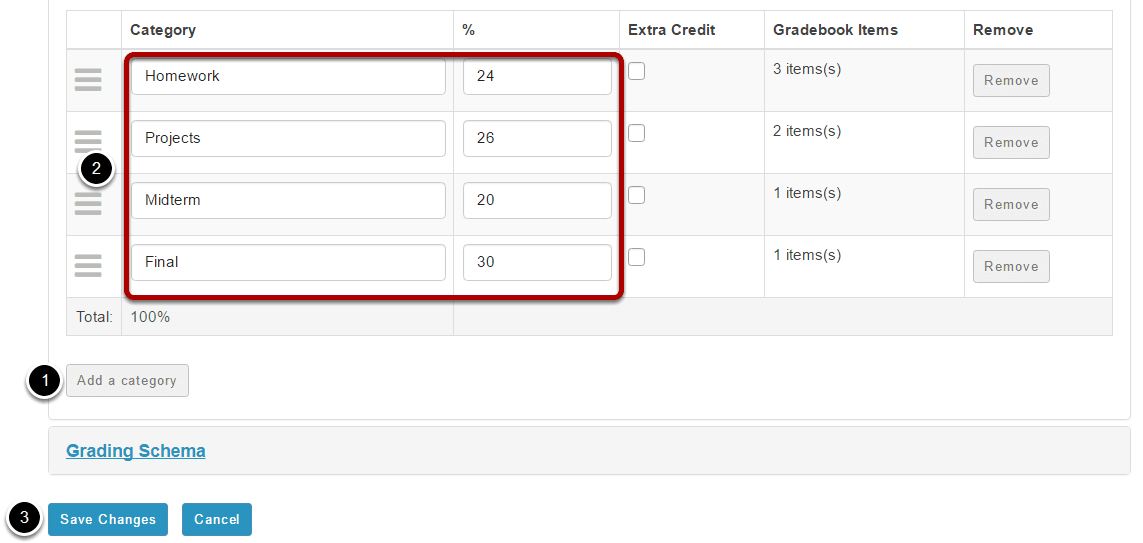 Category % Extra Credit Gradebook Items Remove
Homework 24 3 items(s) Remove
Projects 26 2 items(s) Remove
2
Midterm 20 1 items(s) Remove
Final 30 1 items(s) Remove
Total: 100%
1 Add a category
Grading Schema
3 Save Changes Cancel